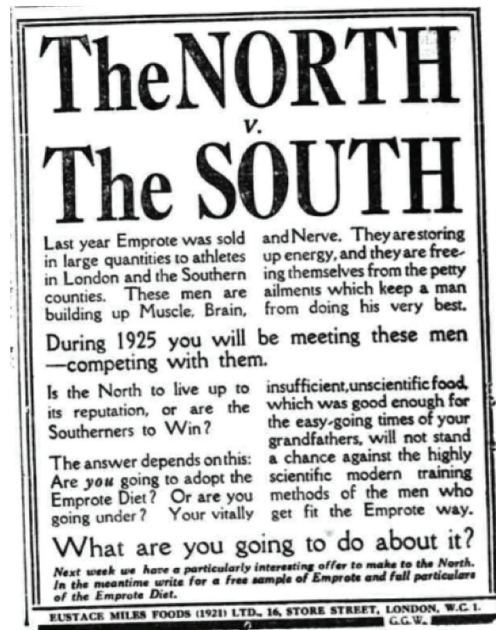 The NORTH
v.
The SOUTH
Last year Emprote was sold
in large quantities to athletes
in London and the Southern
counties. These men are
building up Muscle, Brain,
and Nerve. They are storing
up energy, and they are free-
ing themselves from the petty
ailments which keep a man
from doing his very best.
During 1925 you will be meeting these men
—competing with them.
Is the North to live up to
its reputation, or are the
Southerners to Win?
The answer depends on this:
Are you going to adopt the
Emprote Diet? Or are you
going under? Your vitally
insufficient, unscientific food,
which was good enough for
the easy-going times of your
grandfathers, will not stand
a chance against the highly
scientific modern training
methods of the men who
get fit the Emprote way.
What are you going to do about it?
Next week we have a particularly interesting offer to make to the North.
In the meantime write for a free sample of Emprote and full particulars
of the Emprote Diet.
EUSTACE MILES FOODS (1921) LTD., 16, STORE STREET, LONDON, W.C. 1.
G.G.W.